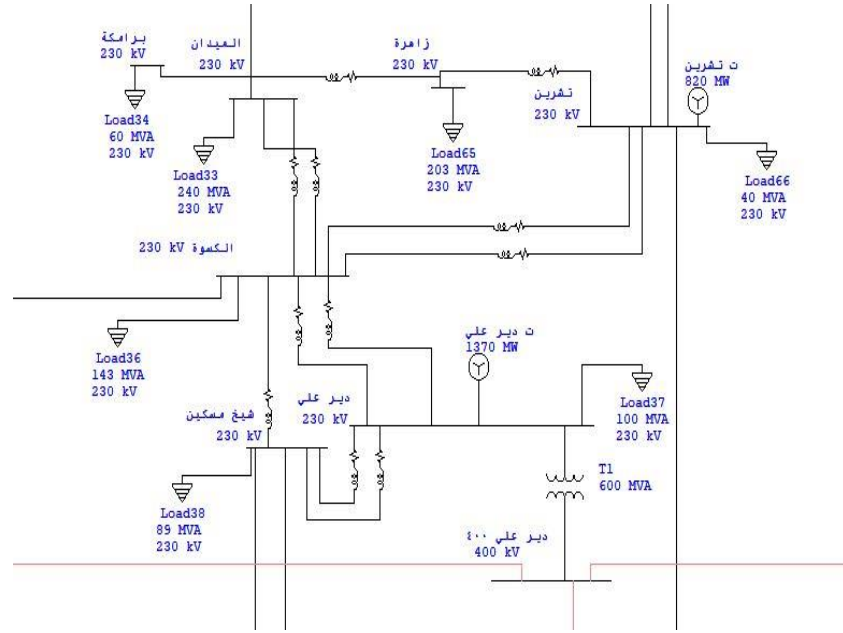 برامكة
230 kV
الميدان
230 kV
زاهرة
230 kV
ت تشرين
820 MW
تشرين
230 kV
Load34
60 MVA
230 kV
Load33
240 MVA
230 kV
Load65
203 MVA
230 kV
Load66
40 MVA
230 kV
الكسوة 230 kV
Load36
143 MVA
230 kV
ت دير علي
1370 MW
Load37
100 MVA
230 kV
دير علي
230 kV
شيخ مسكين
230 kV
T1
600 MVA
Load38
89 MVA
230 kV
دير علي ٤٠٠
400 kV